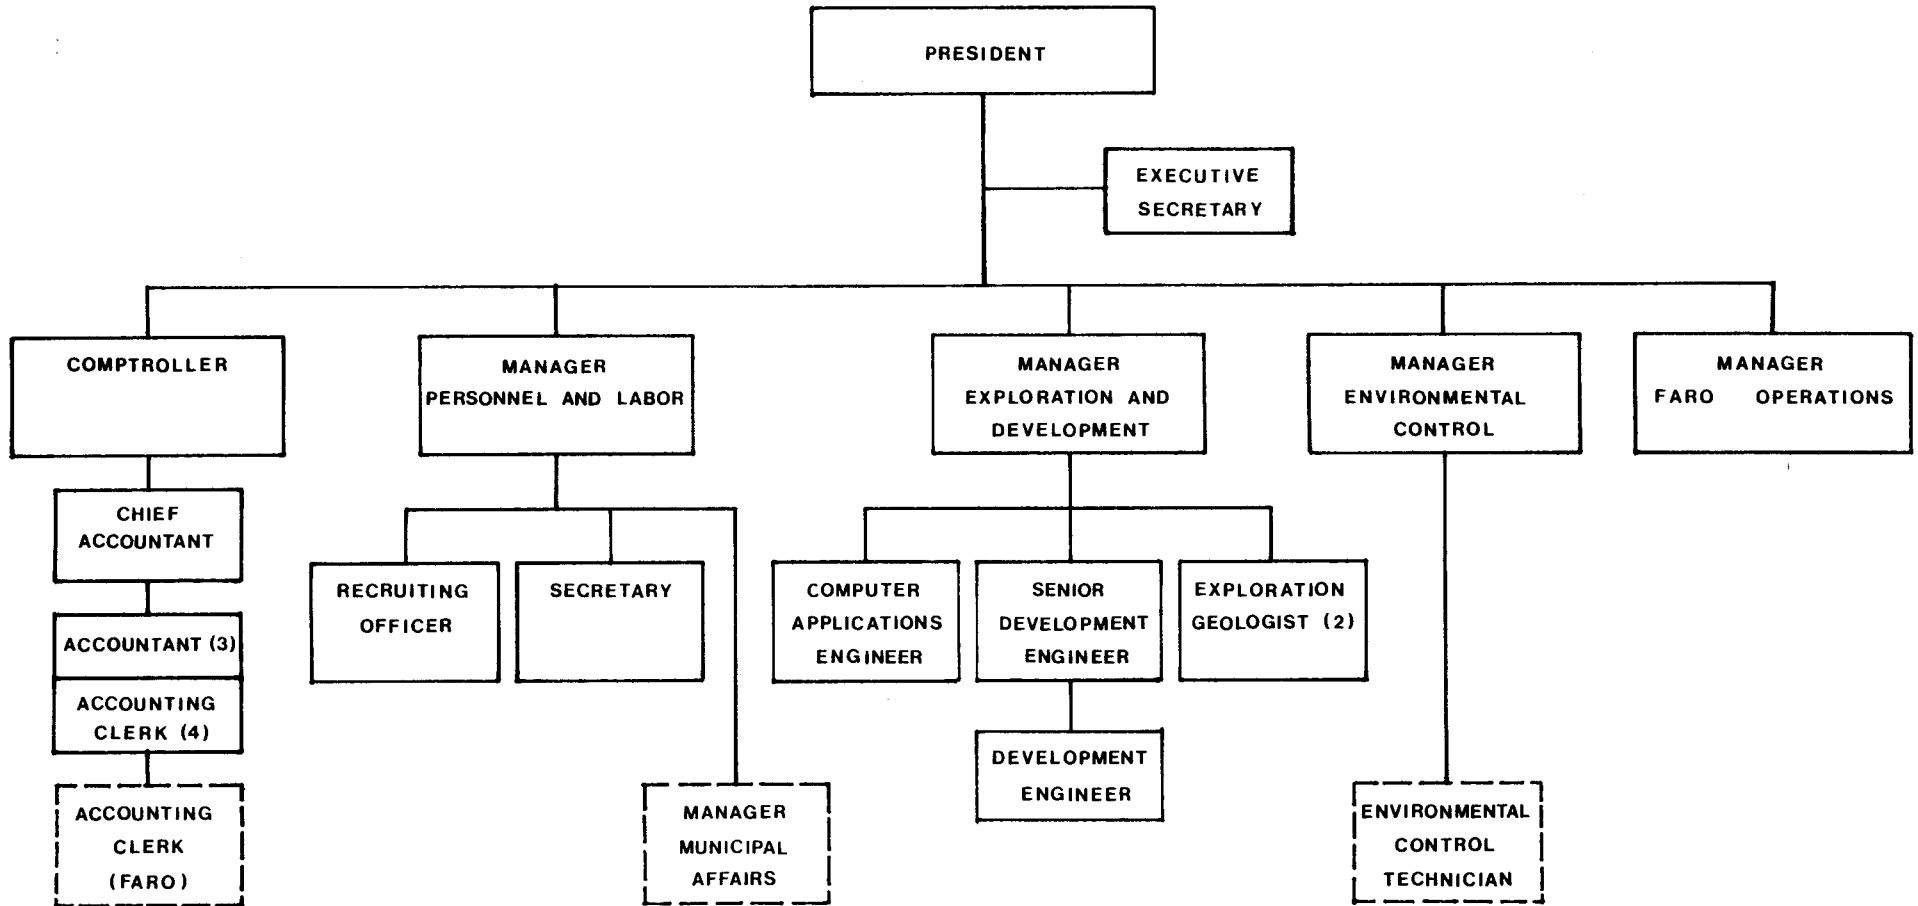 PRESIDENT
EXECUTIVE
SECRETARY
COMPTROLLER
MANAGER
PERSONNEL AND LABOR
MANAGER
EXPLORATION AND
DEVELOPMENT
MANAGER
ENVIRONMENTAL
CONTROL
MANAGER
FARO OPERATIONS
CHIEF
ACCOUNTANT
ACCOUNTANT (3)
ACCOUNTING
CLERK (4)
ACCOUNTING
CLERK
(FARO)
RECRUITING
OFFICER
SECRETARY
MANAGER
MUNICIPAL
AFFAIRS
COMPUTER
APPLICATIONS
ENGINEER
SENIOR
DEVELOPMENT
ENGINEER
EXPLORATION
GEOLOGIST (2)
DEVELOPMENT
ENGINEER
ENVIRONMENTAL
CONTROL
TECHNICIAN